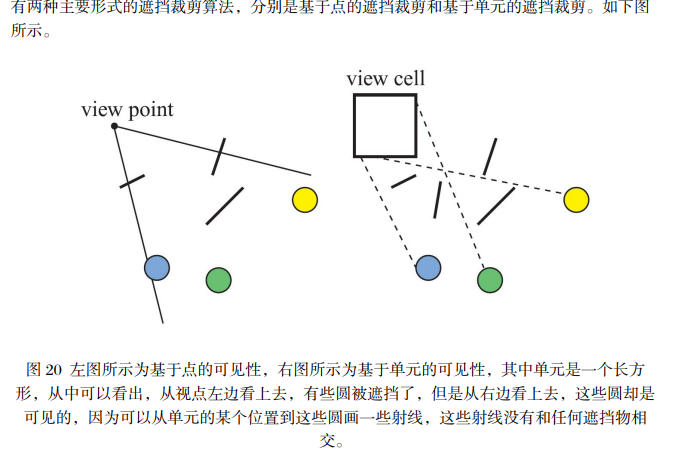 有两种主要形式的遮挡裁剪算法，分别是基于点的遮挡裁剪和基于单元的遮挡裁剪。如下图
所示。
view cell
view point
图 20 左图所示为基于点的可见性，右图所示为基于单元的可见性，其中单元是一个长方
形，从中可以看出，从视点左边看上去，有些圆被遮挡了，但是从右边看上去，这些圆却是
可见的，因为可以从单元的某个位置到这些圆画一些射线，这些射线没有和任何遮挡物相
交。